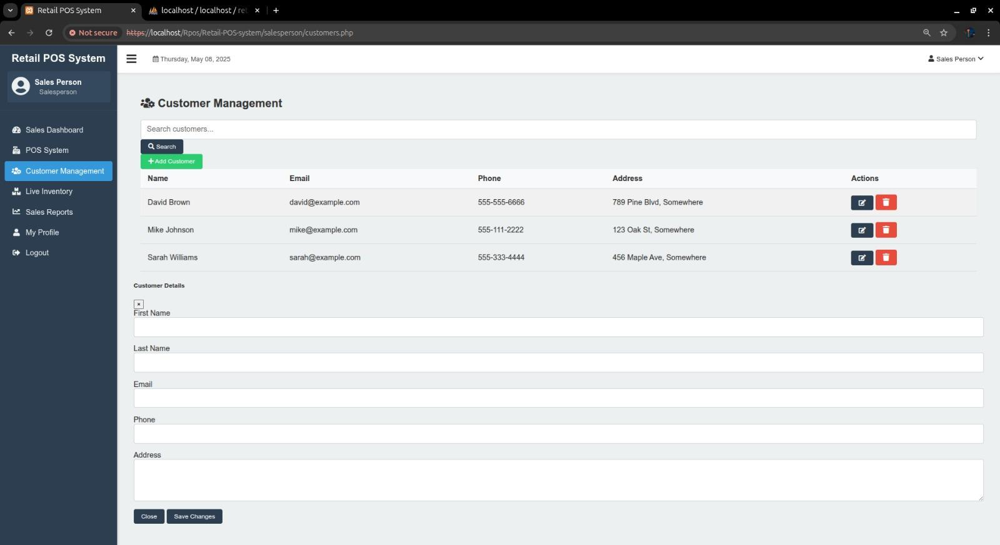 Retail POS System
localhost / localhost / ret
Not secure
https://localhost/Rpos/Retail-POS-system/salesperson/customers.php
Retail POS System
Sales Person
Salesperson
Sales Dashboard
POS System
Customer Management
Live Inventory
Sales Reports
My Profile
Logout
Thursday, May 08, 2025
Sales Person
Customer Management
Search customers...
Search
+ Add Customer
Name Email Phone Address Actions
David Brown david@example.com 555-555-6666 789 Pine Blvd, Somewhere
Mike Johnson mike@example.com 555-111-2222 123 Oak St, Somewhere
Sarah Williams sarah@example.com 555-333-4444 456 Maple Ave, Somewhere
Customer Details
×
First Name
Last Name
Email
Phone
Address
Close Save Changes